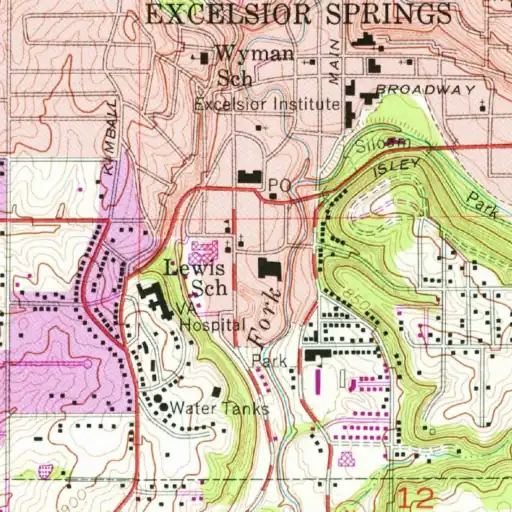 EXCELSIOR SPRINGS
Wyman
Sch
MAIN
BROADWAY
Excelsior Institute
KIMBALL
Siloam
ISLEY
PO
Park
Lewis
Sch
VA
Hospital
Fork
850
Park
Water Tanks
900
12